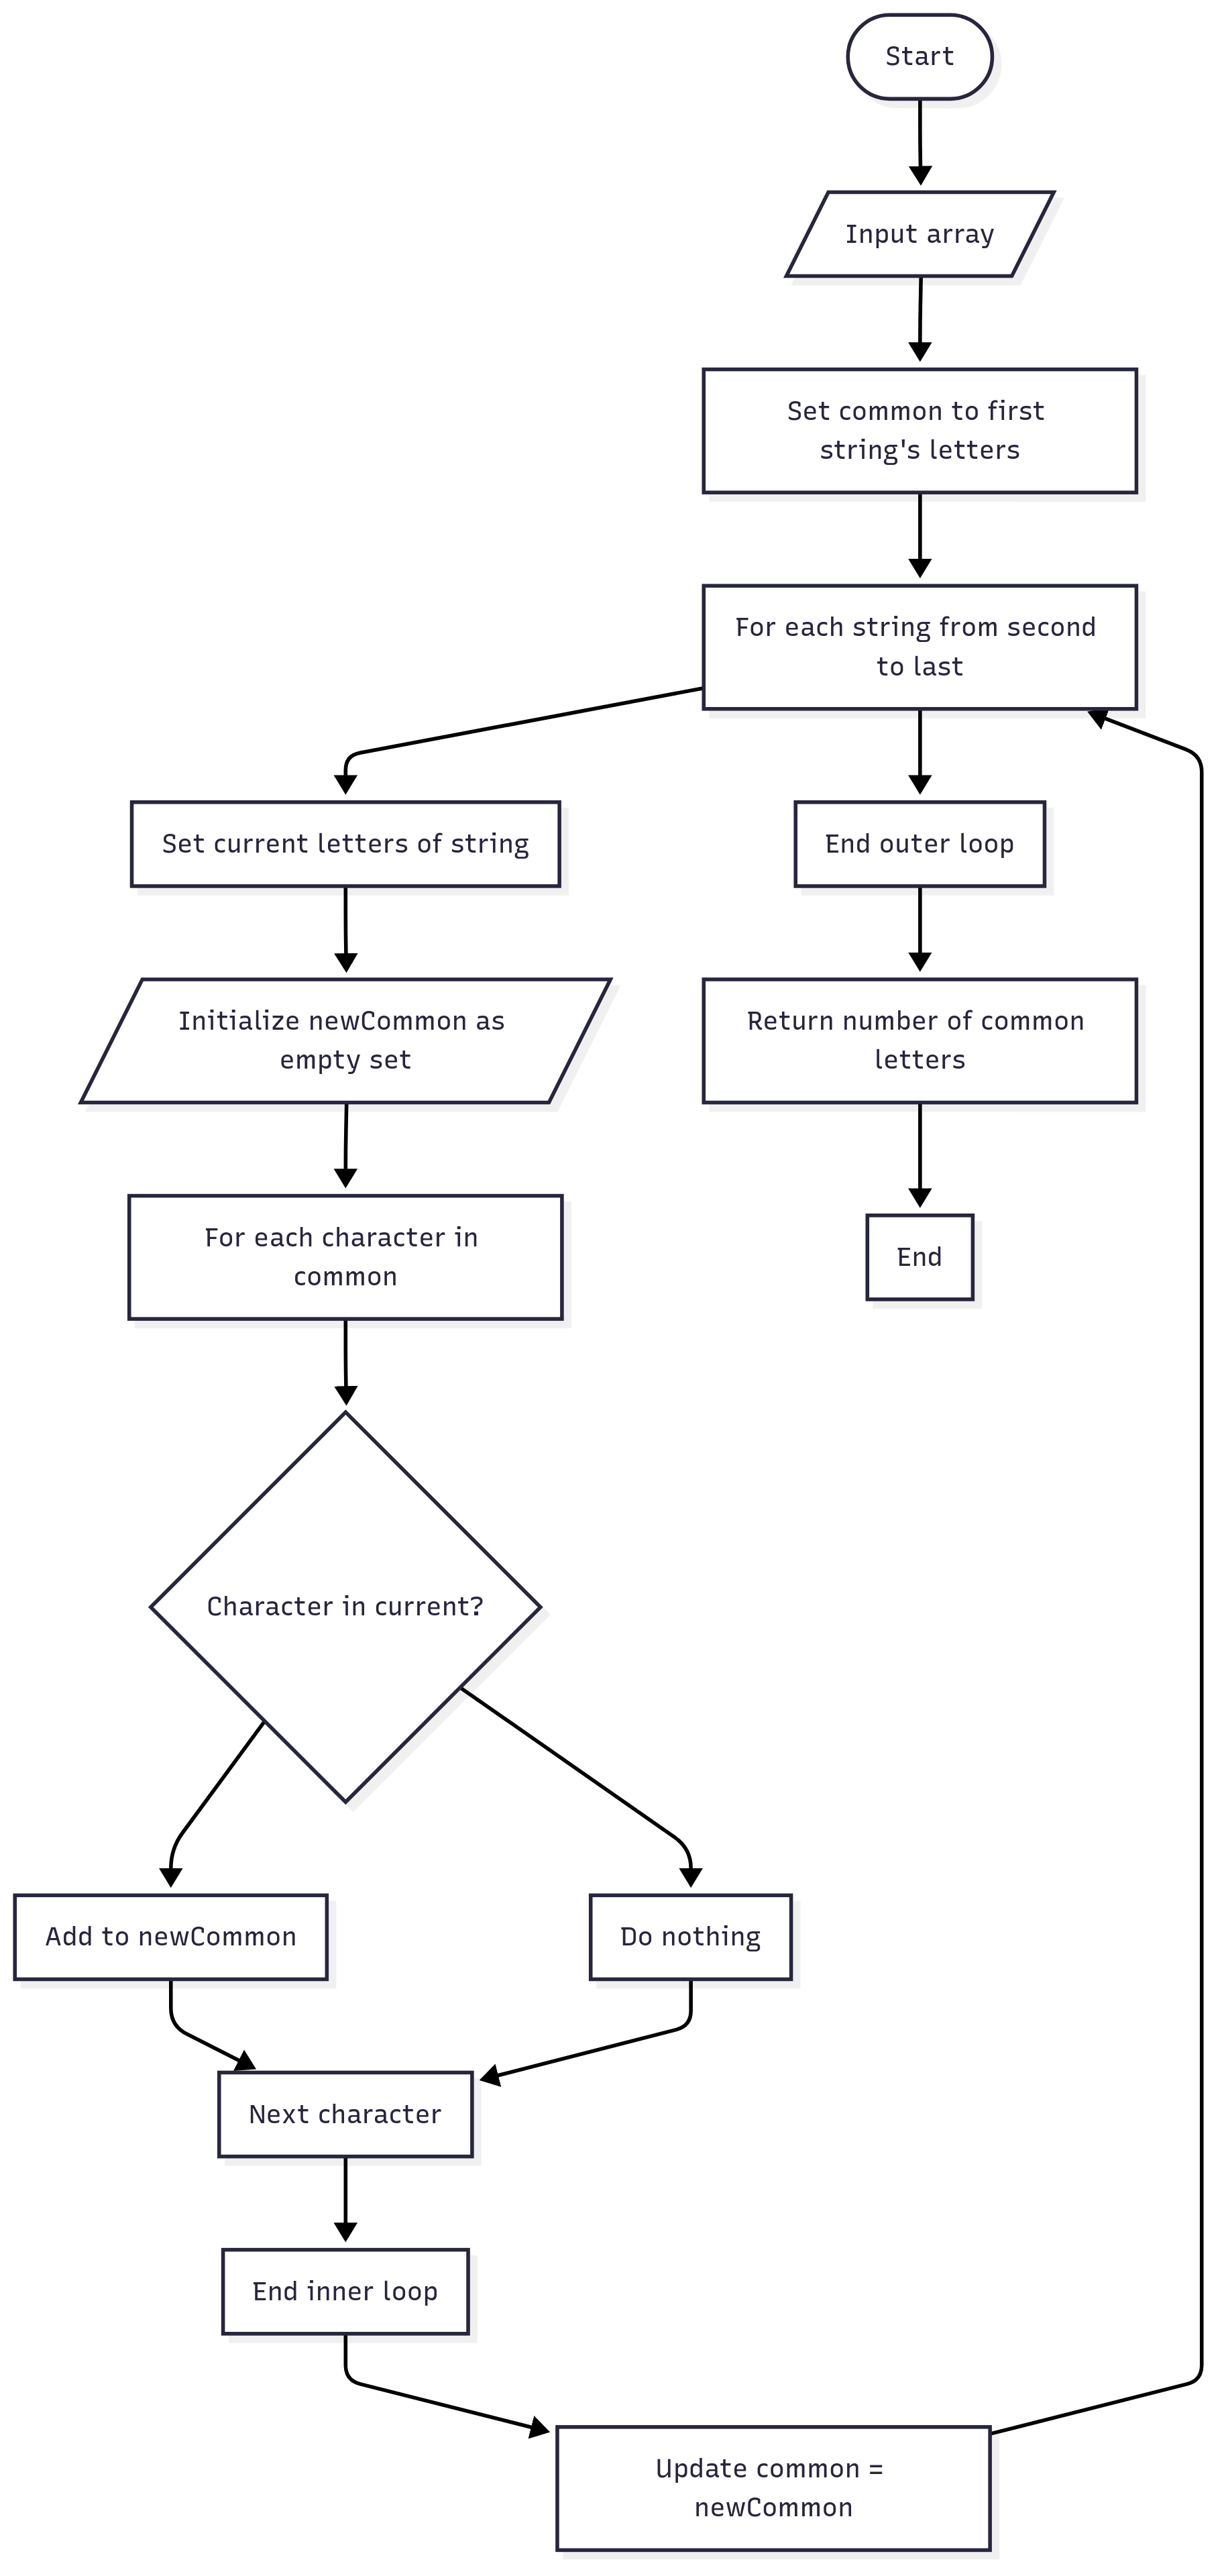 Start
Input array
Set common to first
string's letters
For each string from second
to last
Set current letters of string
End outer loop
Initialize newCommon as
empty set
Return number of common
letters
For each character in
common
End
Character in current?
Add to newCommon
Do nothing
Next character
End inner loop
Update common =
newCommon